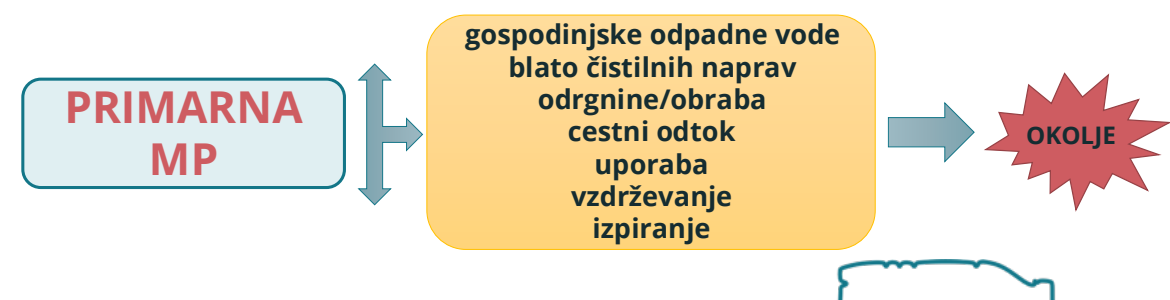 PRIMARNA
MP
gospodinjske odpadne vode
blato čistilnih naprav
odrgnine/obraba
cestni odtok
uporaba
vzdrževanje
izpiranje
OKOLJE